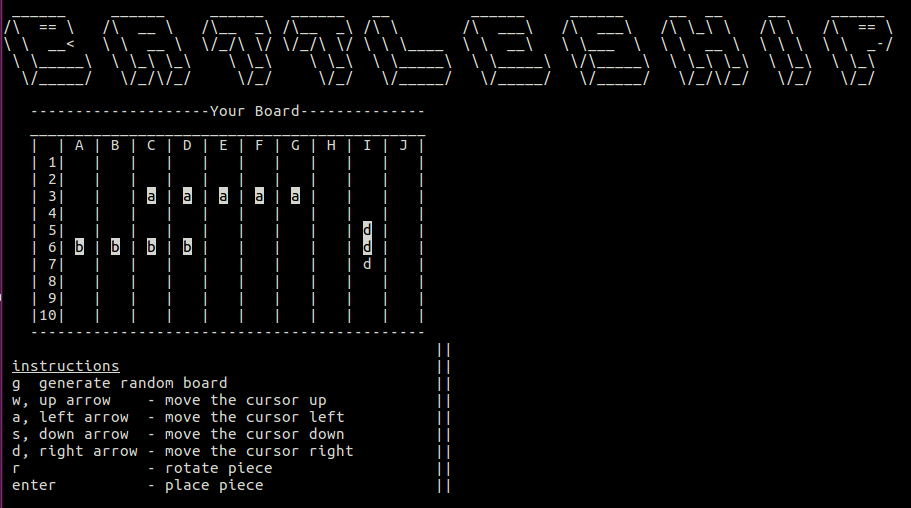 BATTLESHIP
Your Board
A B C D E F G H I J
1
2
3 a a a a a
4
5 d
6 b b b b d
7 d
8
9
10
instructions
g generate random board
w, up arrow - move the cursor up
a, left arrow - move the cursor left
s, down arrow - move the cursor down
d, right arrow - move the cursor right
r - rotate piece
enter - place piece